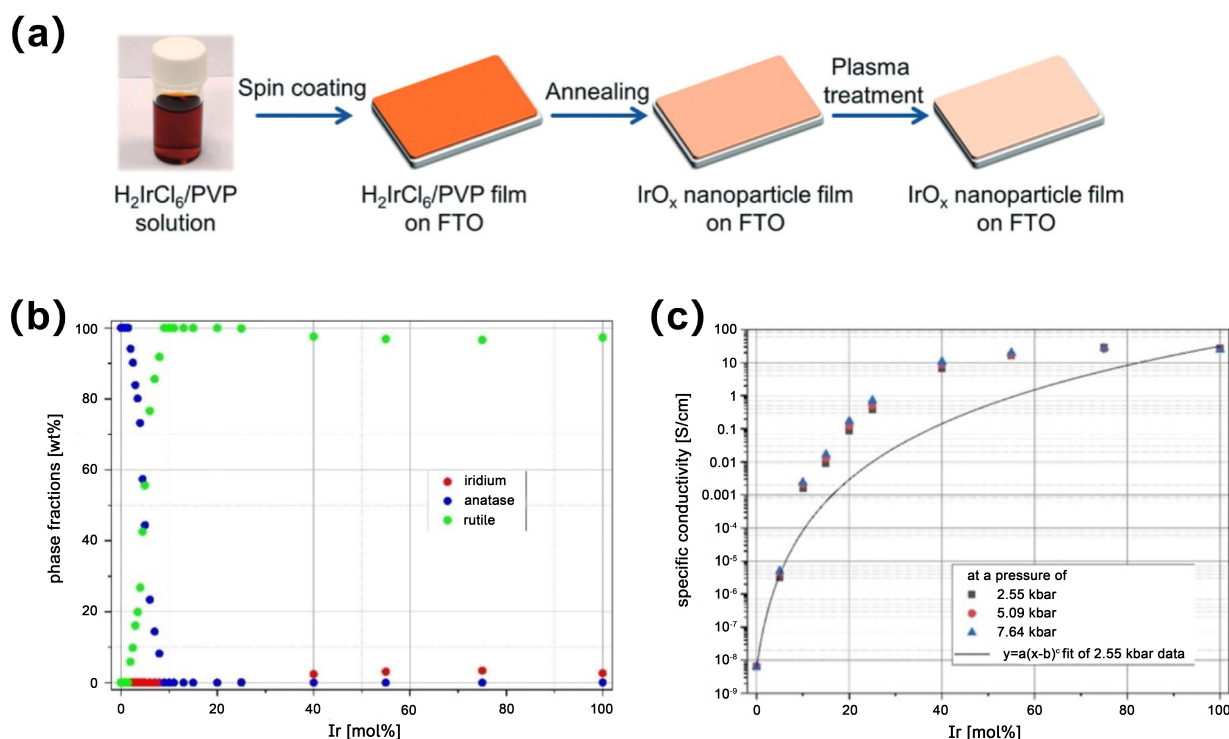 (a)
Spin coating
Annealing
Plasma
treatment
H₂IrCl₆/PVP
solution
H₂IrCl₆/PVP film
on FTO
IrOₓ nanoparticle film
on FTO
IrOₓ nanoparticle film
on FTO
(b)
phase fractions [wt%]
100
80
60
40
20
0
iridium
anatase
rutile
0 20 40 60 80 100
Ir [mol%]
(c)
specific conductivity [S/cm]
100
10
1
0.1
0.01
0.001
10⁻⁴
10⁻⁵
10⁻⁶
10⁻⁷
10⁻⁸
10⁻⁹
at a pressure of
2.55 kbar
5.09 kbar
7.64 kbar
y=a(x-b)ᶜ fit of 2.55 kbar data
0 20 40 60 80 100
Ir [mol%]